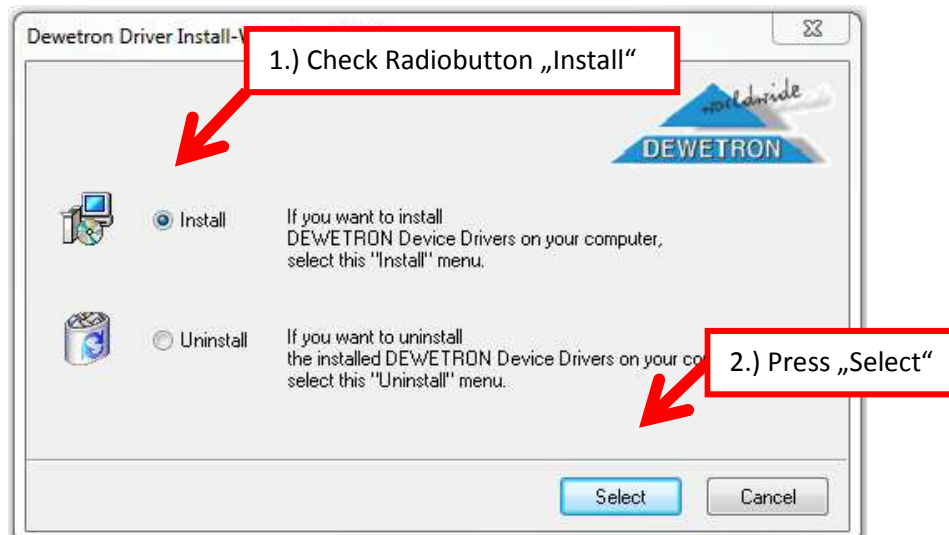 Dewetron Driver Install-
1.) Check Radiobutton „Install“
worldwide
DEWETRON
Install
If you want to install
DEWETRON Device Drivers on your computer,
select this "Install" menu.
Uninstall
If you want to uninstall
the installed DEWETRON Device Drivers on your
select this "Uninstall" menu.
2.) Press „Select“
Select
Cancel